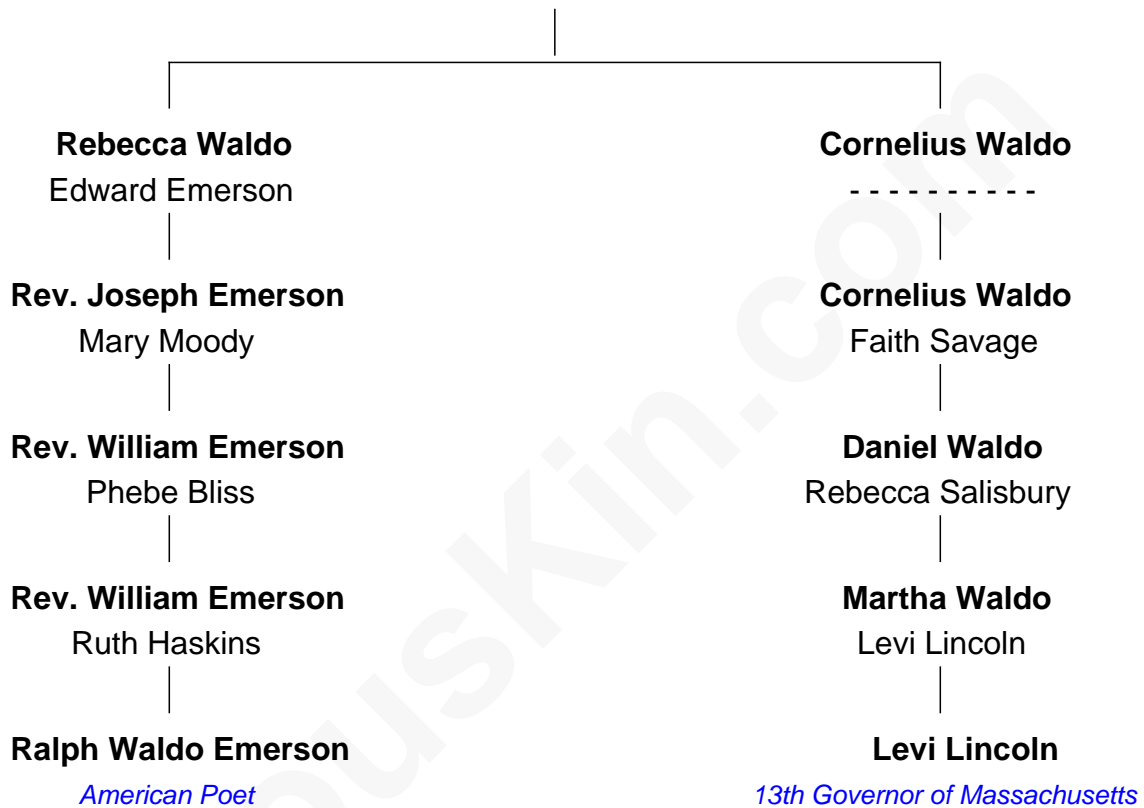 Rebecca Waldo
Edward Emerson
Cornelius Waldo
- - - - - - - - - -
Rev. Joseph Emerson
Mary Moody
Cornelius Waldo
Faith Savage
Rev. William Emerson
Phebe Bliss
Daniel Waldo
Rebecca Salisbury
Rev. William Emerson
Ruth Haskins
Martha Waldo
Levi Lincoln
Ralph Waldo Emerson
American Poet
Levi Lincoln
13th Governor of Massachusetts
ousKin.com